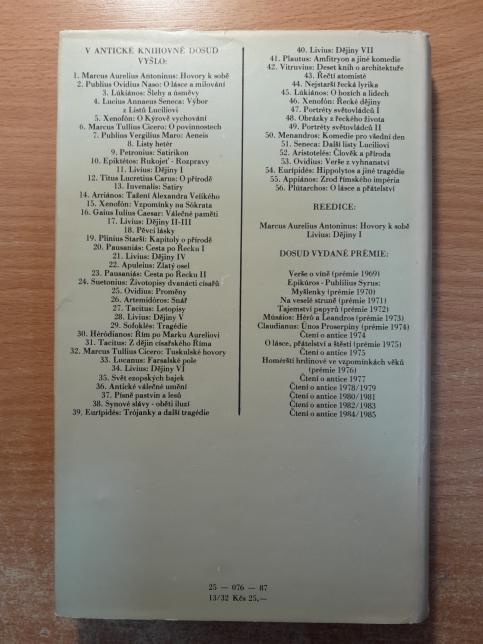 V ANTICKÉ KNIHOVNĚ DOSUD
VYŠLO:
1. Marcus Aurelius Antoninus: Hovory k sobě
2. Publius Ovidius Naso: O lásce a milování
3. Lúkiános: Šlehy a úsměvy
4. Lucius Annaeus Seneca: Výbor
z Listů Luciliovi
5. Xenofón: O Kýrově vychování
6. Marcus Tullius Cicero: O povinnostech
7. Publius Vergilius Maro: Aeneis
8. Listy hetér
9. Petronius: Satirikon
10. Epiktétos: Rukojeť - Rozpravy
11. Livius: Dějiny I
12. Titus Lucretius Carus: O přírodě
13. Iuvenalis: Satiry
14. Arriános: Tažení Alexandra Velikého
15. Xenofón: Vzpomínky na Sókrata
16. Gaius Iulius Caesar: Válečné paměti
17. Livius: Dějiny II-III
18. Pěvci lásky
19. Plinius Starší: Kapitoly o přírodě
20. Pausaniás: Cesta po Řecku I
21. Livius: Dějiny IV
22. Apuleius: Zlatý osel
23. Pausaniás: Cesta po Řecku II
24. Suetonius: Životopisy dvanácti císařů
25. Ovidius: Proměny
26. Artemidóros: Snář
27. Tacitus: Letopisy
28. Livius: Dějiny V
29. Sofoklés: Tragédie
30. Héródianos: Řím po Marku Aureliovi
31. Tacitus: Z dějin císařského Říma
32. Marcus Tullius Cicero: Tuskulské hovory
33. Lucanus: Farsalské pole
34. Livius: Dějiny VI
35. Svět ezopských bajek
36. Antické válečné umění
37. Písně pastvin a lesů
38. Synové slávy - oběti iluzí
39. Eurípidés: Trójanky a další tragédie
40. Livius: Dějiny VII
41. Plautus: Amfitryon a jiné komedie
42. Vitruvius: Deset knih o architektuře
43. Řečtí atomisté
44. Nejstarší řecká lyrika
45. Lúkiános: O bozích a lidech
46. Xenofón: Řecké dějiny
47. Portréty světovládců I
48. Obrázky z řeckého života
49. Portréty světovládců II
50. Menandros: Komedie pro všední den
51. Seneca: Další listy Luciliovi
52. Aristotelés: Člověk a příroda
53. Ovidius: Verše z vyhnanství
54. Eurípidés: Hippolytos a jiné tragédie
55. Appiános: Zrod římského impéria
56. Plútarchos: O lásce a přátelství
REEDICE:
Marcus Aurelius Antoninus: Hovory k sobě
Livius: Dějiny I
DOSUD VYDANÉ PRÉMIE:
Verše o víně (prémie 1969)
Epikúros - Publilius Syrus:
Myšlenky (prémie 1970)
Na veselé struně (prémie 1971)
Tajemství papyrů (prémie 1972)
Músáios: Héró a Leandros (prémie 1973)
Claudianus: Únos Proserpiny (prémie 1974)
Čtení o antice 1974
O lásce, přátelství a štěstí (prémie 1975)
Čtení o antice 1975
Homérští hrdinové ve vzpomínkách věků
(prémie 1976)
Čtení o antice 1977
Čtení o antice 1978/1979
Čtení o antice 1980/1981
Čtení o antice 1982/1983
Čtení o antice 1984/1985
25 — 076 — 87
13/32 Kčs 25,—